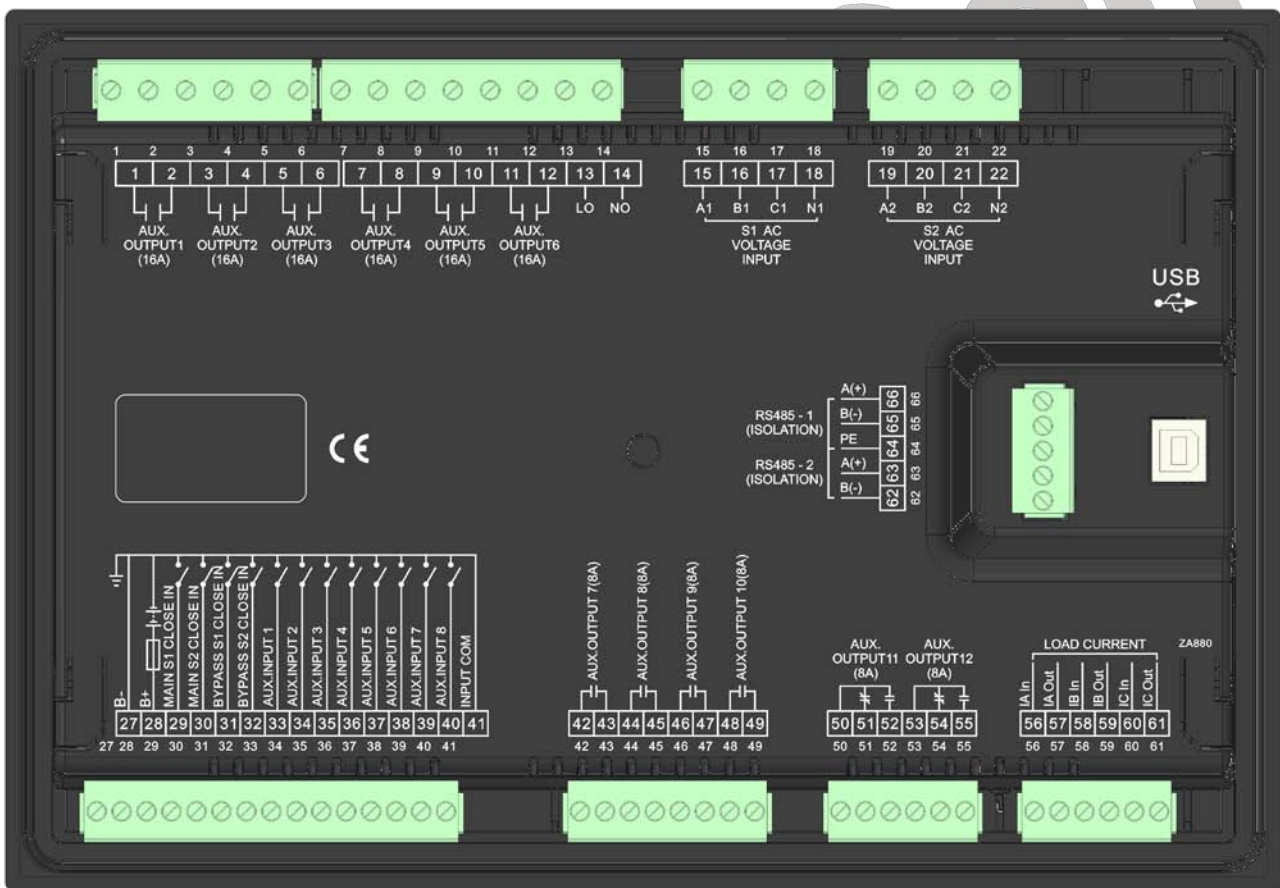 1 2 3 4 5 6 7 8 9 10 11 12 13 14 15 16 17 18 19 20 21 22
1 2 3 4 5 6 7 8 9 10 11 12 13 14 15 16 17 18 19 20 21 22
LO NO A1 B1 C1 N1 A2 B2 C2 N2
AUX. OUTPUT1 (16A)
AUX. OUTPUT2 (16A)
AUX. OUTPUT3 (16A)
AUX. OUTPUT4 (16A)
AUX. OUTPUT5 (16A)
AUX. OUTPUT6 (16A)
S1 AC
VOLTAGE
INPUT
S2 AC
VOLTAGE
INPUT
USB
RS485 - 1
(ISOLATION)
A(+) 66 66
B(-) 65 65
PE 64 64
RS485 - 2
(ISOLATION)
A(+) 63 63
B(-) 62 62
CE
B-
B+
MAIN S1 CLOSE IN
MAIN S2 CLOSE IN
BYPASS S1 CLOSE IN
BYPASS S2 CLOSE IN
AUX.INPUT 1
AUX.INPUT 2
AUX.INPUT 3
AUX.INPUT 4
AUX.INPUT 5
AUX.INPUT 6
AUX.INPUT 7
AUX.INPUT 8
INPUT COM
27 28 29 30 31 32 33 34 35 36 37 38 39 40 41
27 28 29 30 31 32 33 34 35 36 37 38 39 40 41
AUX.OUTPUT 7(8A)
AUX.OUTPUT 8(8A)
AUX.OUTPUT 9(8A)
AUX.OUTPUT 10(8A)
42 43 44 45 46 47 48 49
42 43 44 45 46 47 48 49
AUX.
OUTPUT11
(8A)
AUX.
OUTPUT12
(8A)
50 51 52 53 54 55
50 51 52 53 54 55
LOAD CURRENT
ZA880
IA In
IA Out
IB In
IB Out
IC In
IC Out
56 57 58 59 60 61
56 57 58 59 60 61